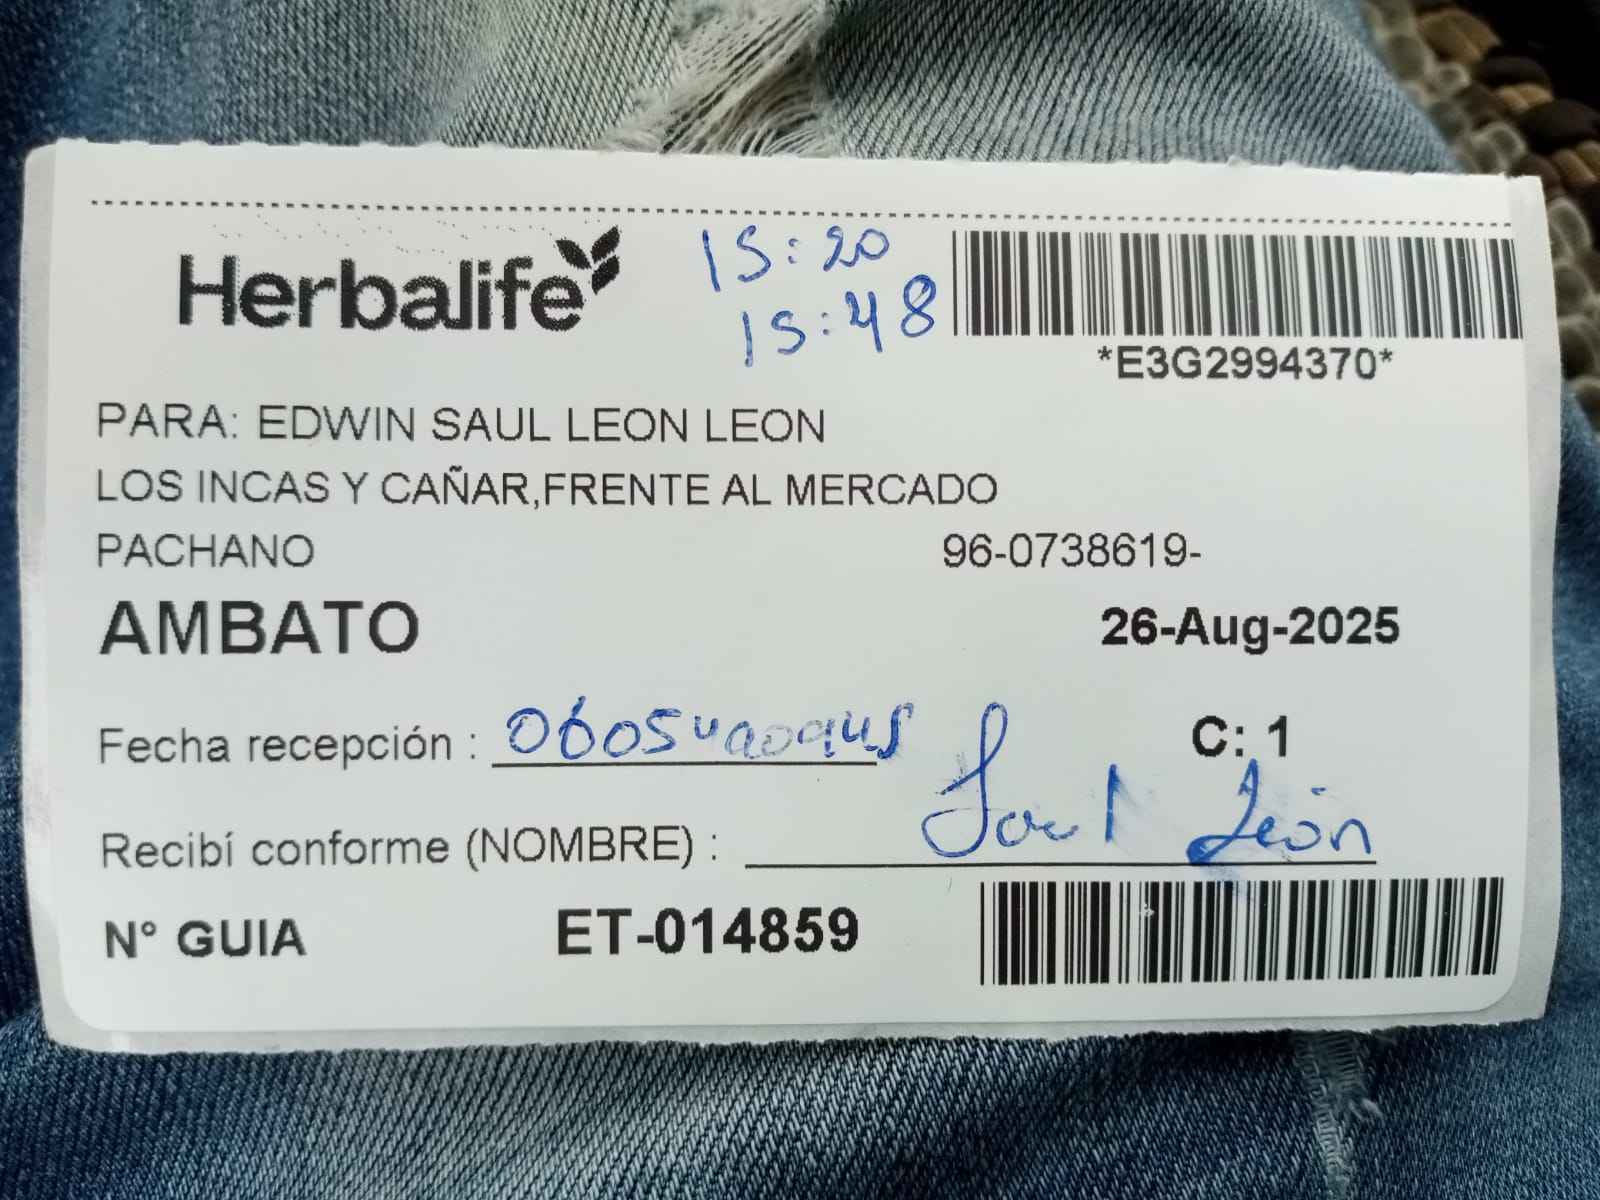 Herbalife
15:20
15:48
*E3G2994370*
PARA: EDWIN SAUL LEON LEON
LOS INCAS Y CAÑAR,FRENTE AL MERCADO
PACHANO 96-0738619-
AMBATO
26-Aug-2025
Fecha recepción :
C: 1
Recibí conforme (NOMBRE) : Saul León
N° GUIA ET-014859